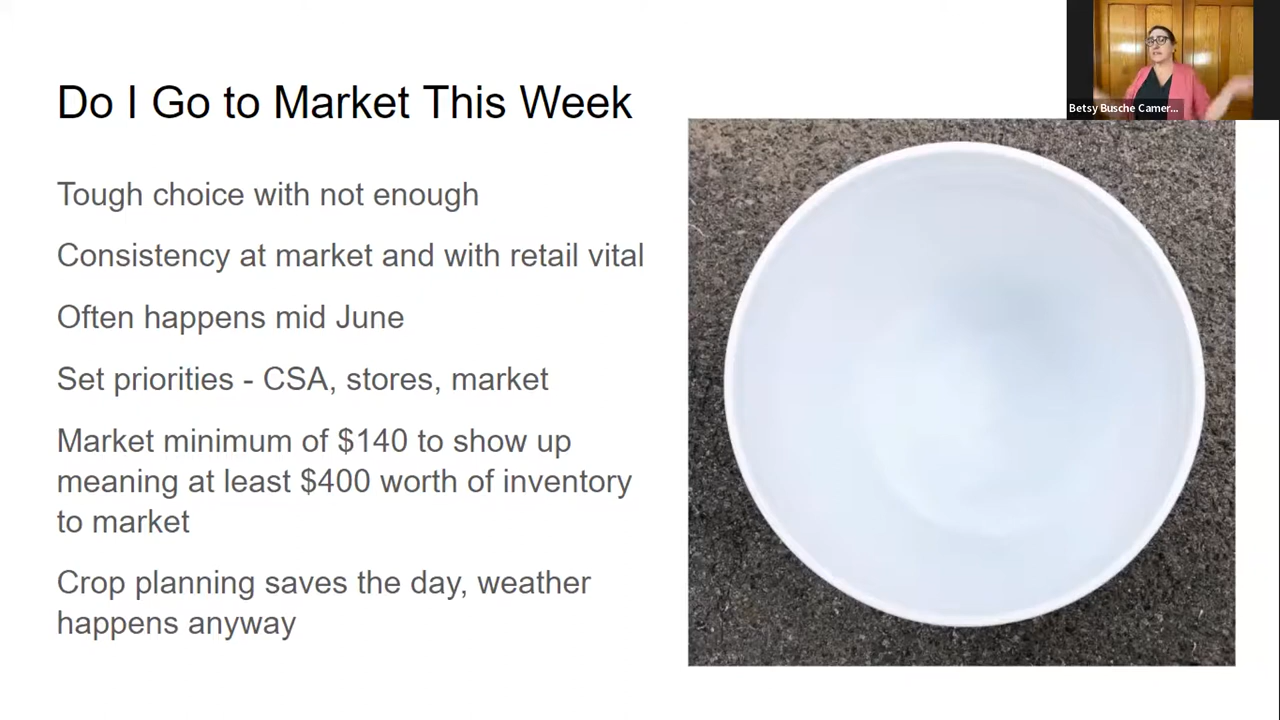 Do I Go to Market This Week
Betsy Busche Camer...
Tough choice with not enough
Consistency at market and with retail vital
Often happens mid June
Set priorities - CSA, stores, market
Market minimum of $140 to show up
meaning at least $400 worth of inventory
to market
Crop planning saves the day, weather
happens anyway